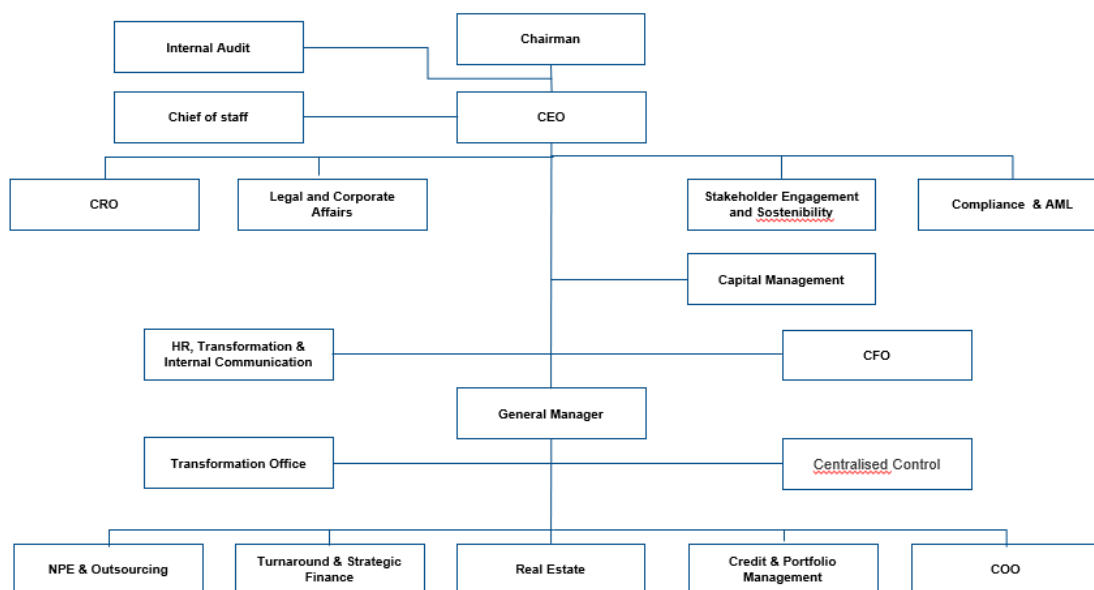 Chairman
Internal Audit
Chief of staff
CEO
CRO
Legal and Corporate
Affairs
Stakeholder Engagement
and Sostenibility
Compliance & AML
Capital Management
HR, Transformation &
Internal Communication
CFO
General Manager
Transformation Office
Centralised Control
NPE & Outsourcing
Turnaround & Strategic
Finance
Real Estate
Credit & Portfolio
Management
COO